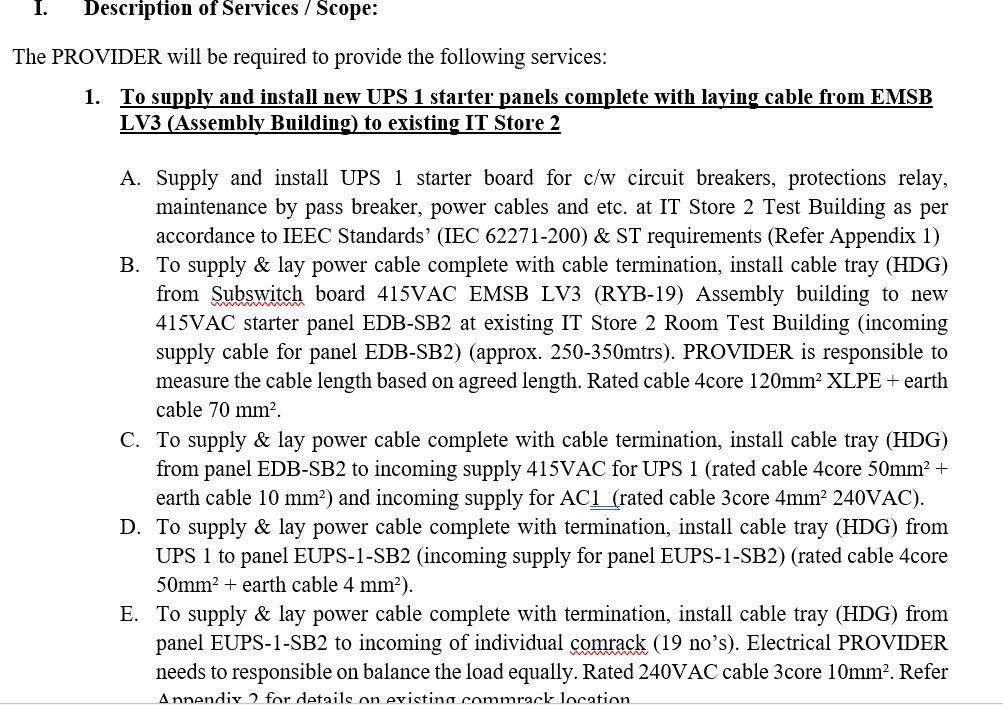 I. Description of Services / Scope:
The PROVIDER will be required to provide the following services:
1. To supply and install new UPS 1 starter panels complete with laying cable from EMSB
LV3 (Assembly Building) to existing IT Store 2
A. Supply and install UPS 1 starter board for c/w circuit breakers, protections relay,
maintenance by pass breaker, power cables and etc. at IT Store 2 Test Building as per
accordance to IEEC Standards’ (IEC 62271-200) & ST requirements (Refer Appendix 1)
B. To supply & lay power cable complete with cable termination, install cable tray (HDG)
from Subswitch board 415VAC EMSB LV3 (RYB-19) Assembly building to new
415VAC starter panel EDB-SB2 at existing IT Store 2 Room Test Building (incoming
supply cable for panel EDB-SB2) (approx. 250-350mtrs). PROVIDER is responsible to
measure the cable length based on agreed length. Rated cable 4core 120mm² XLPE + earth
cable 70 mm².
C. To supply & lay power cable complete with cable termination, install cable tray (HDG)
from panel EDB-SB2 to incoming supply 415VAC for UPS 1 (rated cable 4core 50mm² +
earth cable 10 mm²) and incoming supply for AC1 (rated cable 3core 4mm² 240VAC).
D. To supply & lay power cable complete with termination, install cable tray (HDG) from
UPS 1 to panel EUPS-1-SB2 (incoming supply for panel EUPS-1-SB2) (rated cable 4core
50mm² + earth cable 4 mm²).
E. To supply & lay power cable complete with termination, install cable tray (HDG) from
panel EUPS-1-SB2 to incoming of individual comrack (19 no’s). Electrical PROVIDER
needs to responsible on balance the load equally. Rated 240VAC cable 3core 10mm². Refer
Appendix 2 for details on existing commrack location